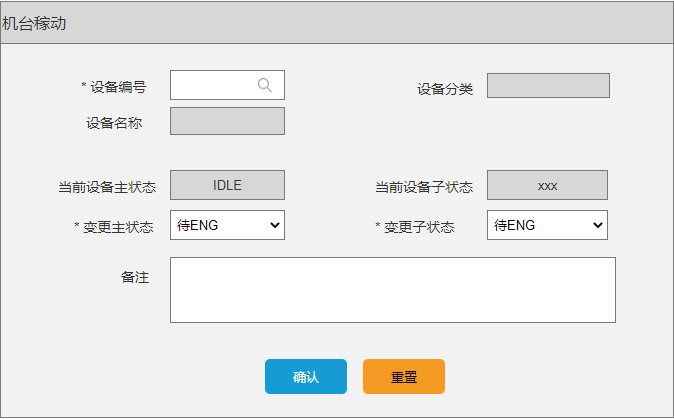 机台稼动
* 设备编号
设备分类
设备名称
当前设备主状态 IDLE 当前设备子状态 xxx
* 变更主状态 待ENG * 变更子状态 待ENG
备注
确认 重置